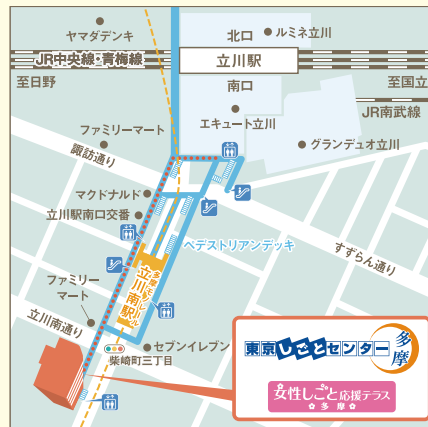 北口
ルミネ立川
ヤマダデンキ
JR中央線・青梅線
立川駅
至日野
至国立
南口
JR南武線
エキュート立川
ファミリーマート
グランデュオ立川
諏訪通り
マクドナルド
立川駅南口交番
ペデストリアンデッキ
すずらん通り
多摩モノレール
立川南駅
ファミリー
マート
立川南通り
セブンイレブン
柴崎町三丁目
東京しごとセンター多摩
女性しごと応援テラス
多摩